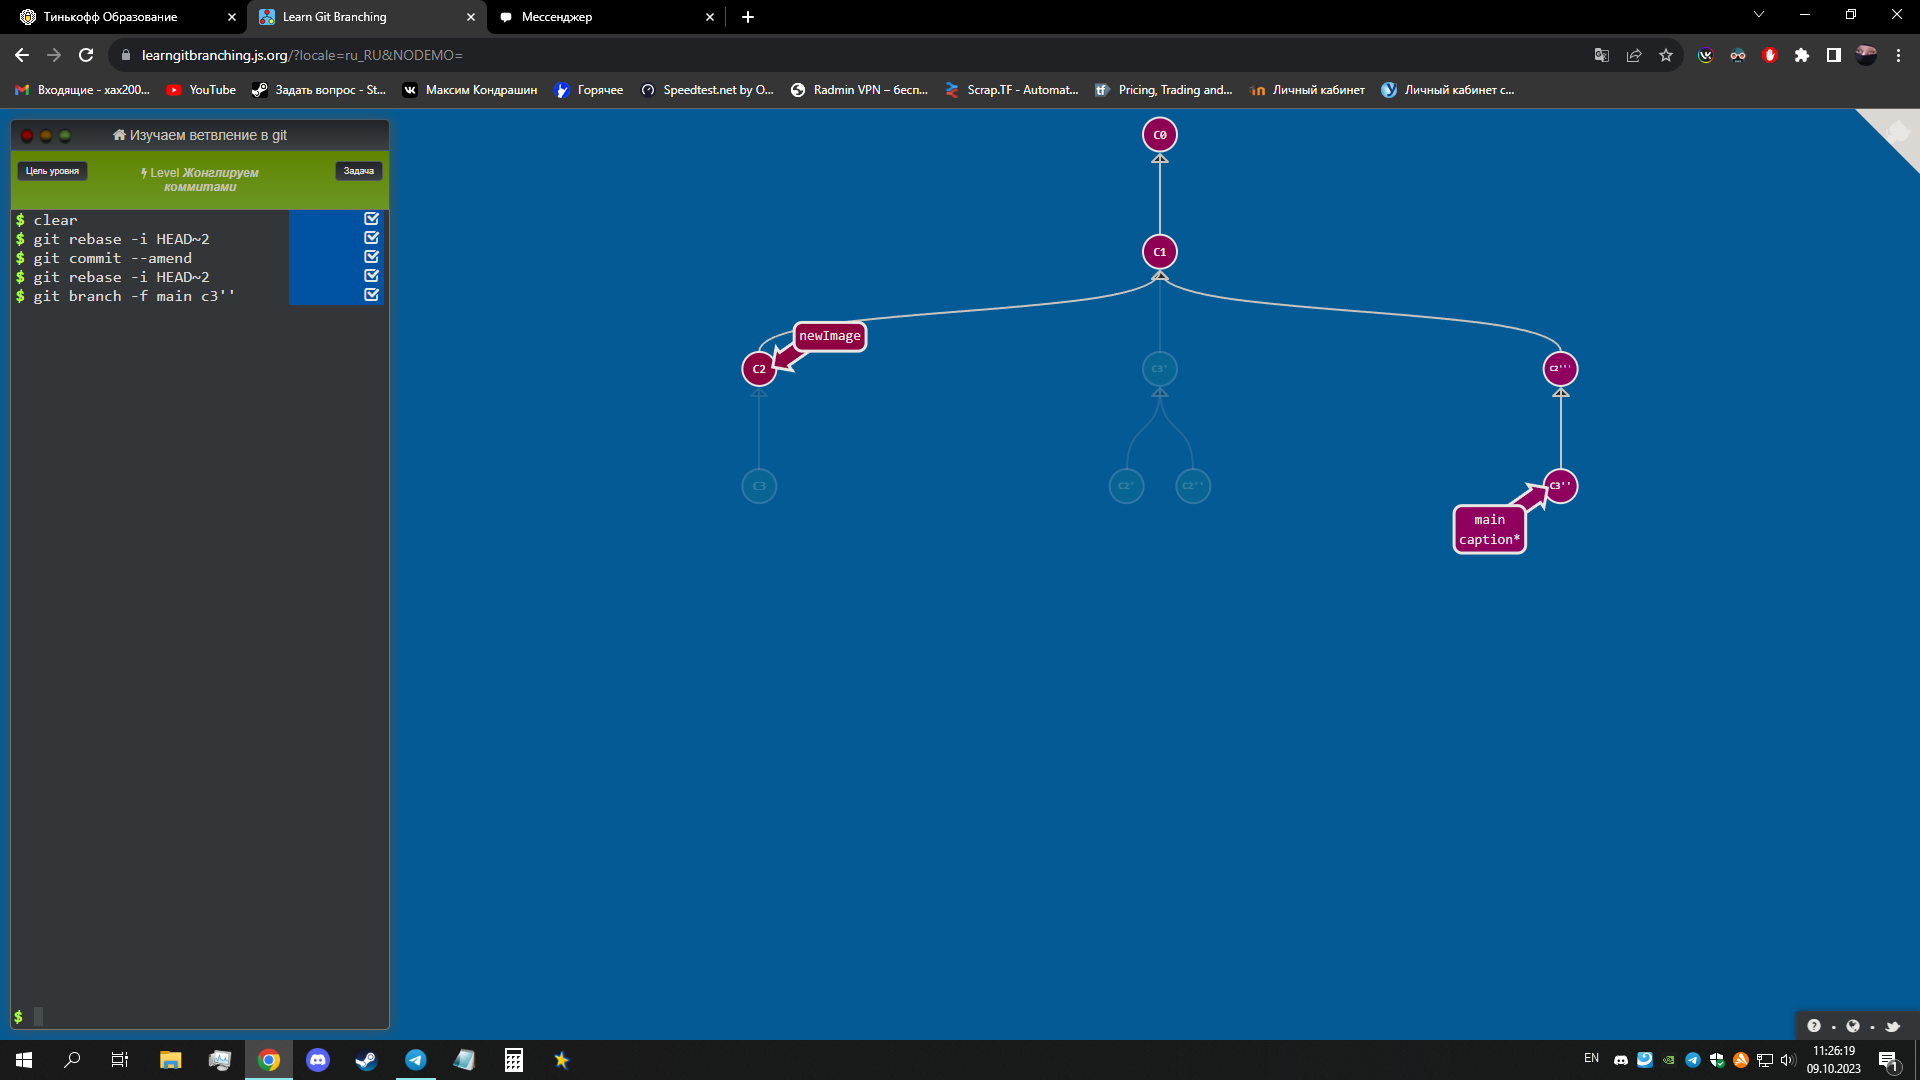 Тинькофф Образование
Learn Git Branching
Мессенджер
learngitbranching.js.org/?locale=ru_RU&NODEMO=
Входящие - xax200...
YouTube
Задать вопрос - St...
Максим Кондрашин
Горячее
Speedtest.net by O...
Radmin VPN – бесп...
Scrap.TF - Automat...
Pricing, Trading and...
Личный кабинет
Личный кабинет с...
Изучаем ветвление в git
Цель уровня
Level Жонглируем
коммитами
Задача
$ clear
$ git rebase -i HEAD~2
$ git commit --amend
$ git rebase -i HEAD~2
$ git branch -f main c3''
$
C0
C1
newImage
C2
C3'
C2'''
C3
C2'
C2''
C3''
main
caption*
EN
11:26:19
09.10.2023
1